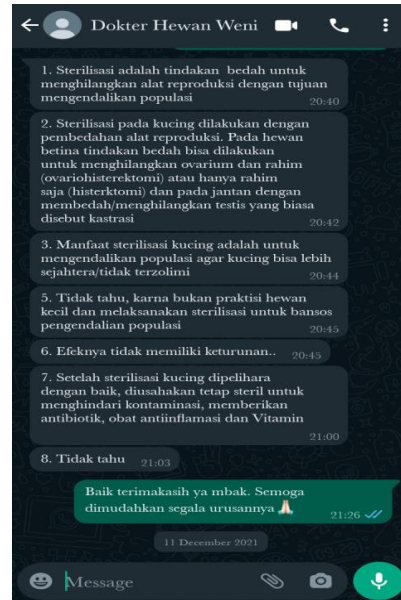 Dokter Hewan Weni
1. Sterilisasi adalah tindakan bedah untuk
menghilangkan alat reproduksi dengan tujuan
mengendalikan populasi
20:40
2. Sterilisasi pada kucing dilakukan dengan
pembedahan alat reproduksi. Pada hewan
betina tindakan bedah bisa dilakukan
untuk menghilangkan ovarium dan rahim
(ovariohisterektomi) atau hanya rahim
saja (histerktomi) dan pada jantan dengan
membedah/menghilangkan testis yang biasa
disebut kastrasi
20:42
3. Manfaat sterilisasi kucing adalah untuk
mengendalikan populasi agar kucing bisa lebih
sejahtera/tidak terzolimi
20:44
5. Tidak tahu, karna bukan praktisi hewan
kecil dan melaksanakan sterilisasi untuk bansos
pengendalian populasi
20:45
6. Efeknya tidak memiliki keturunan.. 20:45
7. Setelah sterilisasi kucing dipelihara
dengan baik, diusahakan tetap steril untuk
menghindari kontaminasi, memberikan
antibiotik, obat antiinflamasi dan Vitamin
21:00
8. Tidak tahu 21:03
Baik terimakasih ya mbak. Semoga
dimudahkan segala urusannya 🙏🏻
21:26
11 December 2021
Message